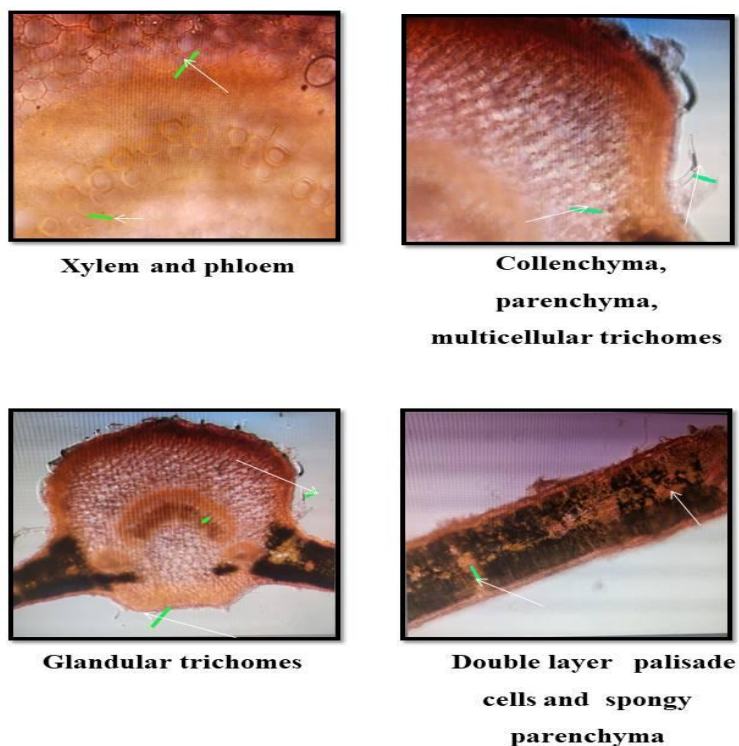 Xylem and phloem
Collenchyma,
parenchyma,
multicellular trichomes
Glandular trichomes
Double layer palisade
cells and spongy
parenchyma